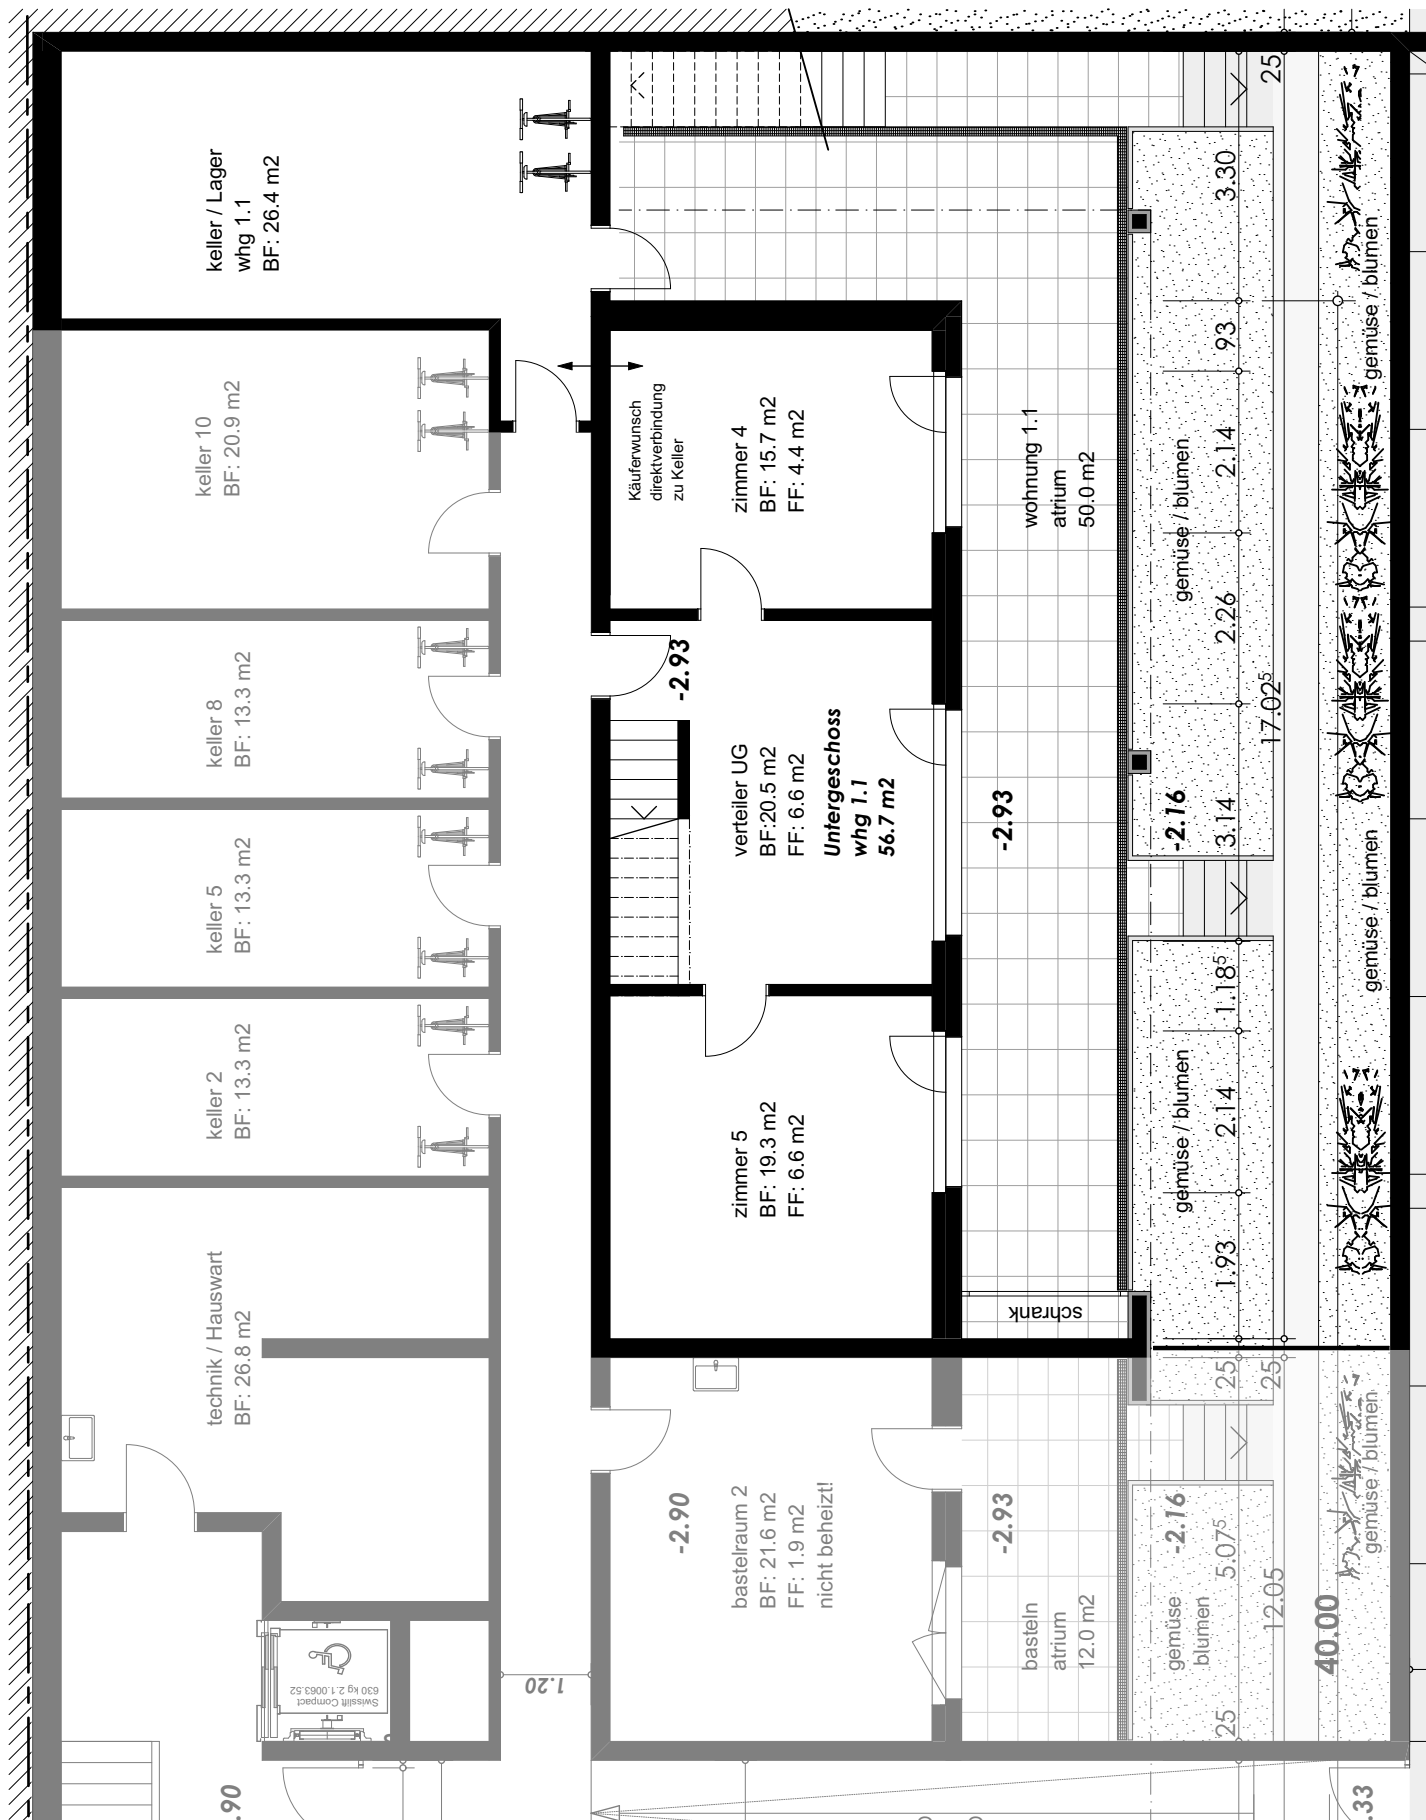 keller / Lager
whg 1.1
BF: 26.4 m2
keller 10
BF: 20.9 m2
keller 8
BF: 13.3 m2
keller 5
BF: 13.3 m2
keller 2
BF: 13.3 m2
technik / Hauswart
BF: 26.8 m2
Swisslift Compact
630 kg 2.1.0063.52
1.20
Käuferwunsch
direktverbindung
zu Keller
zimmer 4
BF: 15.7 m2
FF: 4.4 m2
-2.93
verteiler UG
BF:20.5 m2
FF: 6.6 m2
Untergeschoss
whg 1.1
56.7 m2
zimmer 5
BF: 19.3 m2
FF: 6.6 m2
-2.90
bastelraum 2
BF: 21.6 m2
FF: 1.9 m2
nicht beheizt!
wohnung 1.1
atrium
50.0 m2
-2.93
schrank
-2.93
basteln
atrium
12.0 m2
gemüse / blumen
-2.16
gemüse / blumen
-2.16
gemüse
blumen
3.30
93
2.14
2.26
3.14
1.18⁵
2.14
1.93
25
5.07⁵
25
25
17.02⁵
25
12.05
40.00
gemüse / blumen
gemüse / blumen
gemüse / blumen
.90
.33